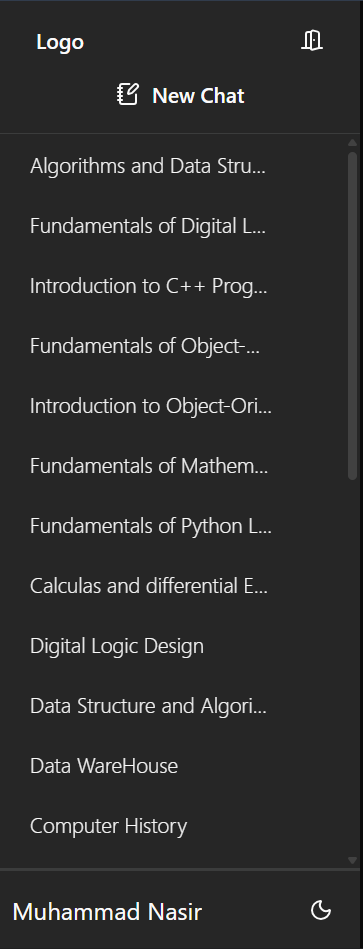 Logo
New Chat
Algorithms and Data Stru...
Fundamentals of Digital L...
Introduction to C++ Prog...
Fundamentals of Object-...
Introduction to Object-Ori...
Fundamentals of Mathem...
Fundamentals of Python L...
Calculas and differential E...
Digital Logic Design
Data Structure and Algori...
Data WareHouse
Computer History
Muhammad Nasir